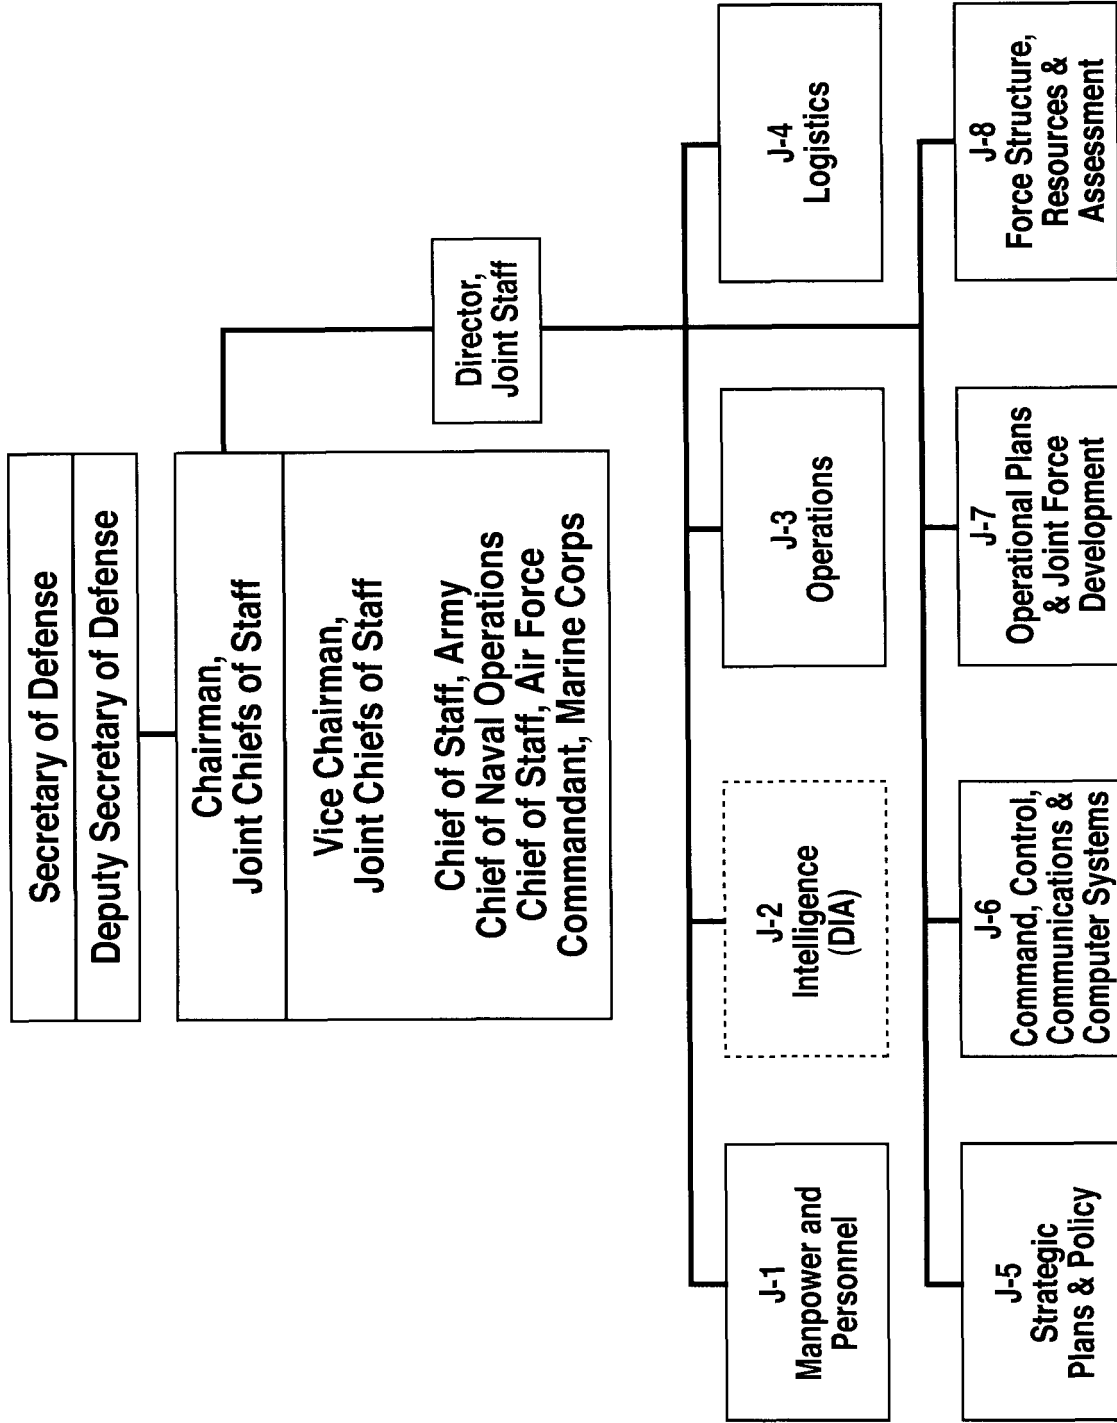 Secretary of Defense
Deputy Secretary of Defense
Chairman,
Joint Chiefs of Staff
Vice Chairman,
Joint Chiefs of Staff
Chief of Staff, Army
Chief of Naval Operations
Chief of Staff, Air Force
Commandant, Marine Corps
Director,
Joint Staff
J-1
Manpower and
Personnel
J-2
Intelligence
(DIA)
J-3
Operations
J-4
Logistics
J-5
Strategic
Plans & Policy
J-6
Command, Control,
Communications &
Computer Systems
J-7
Operational Plans
& Joint Force
Development
J-8
Force Structure,
Resources &
Assessment